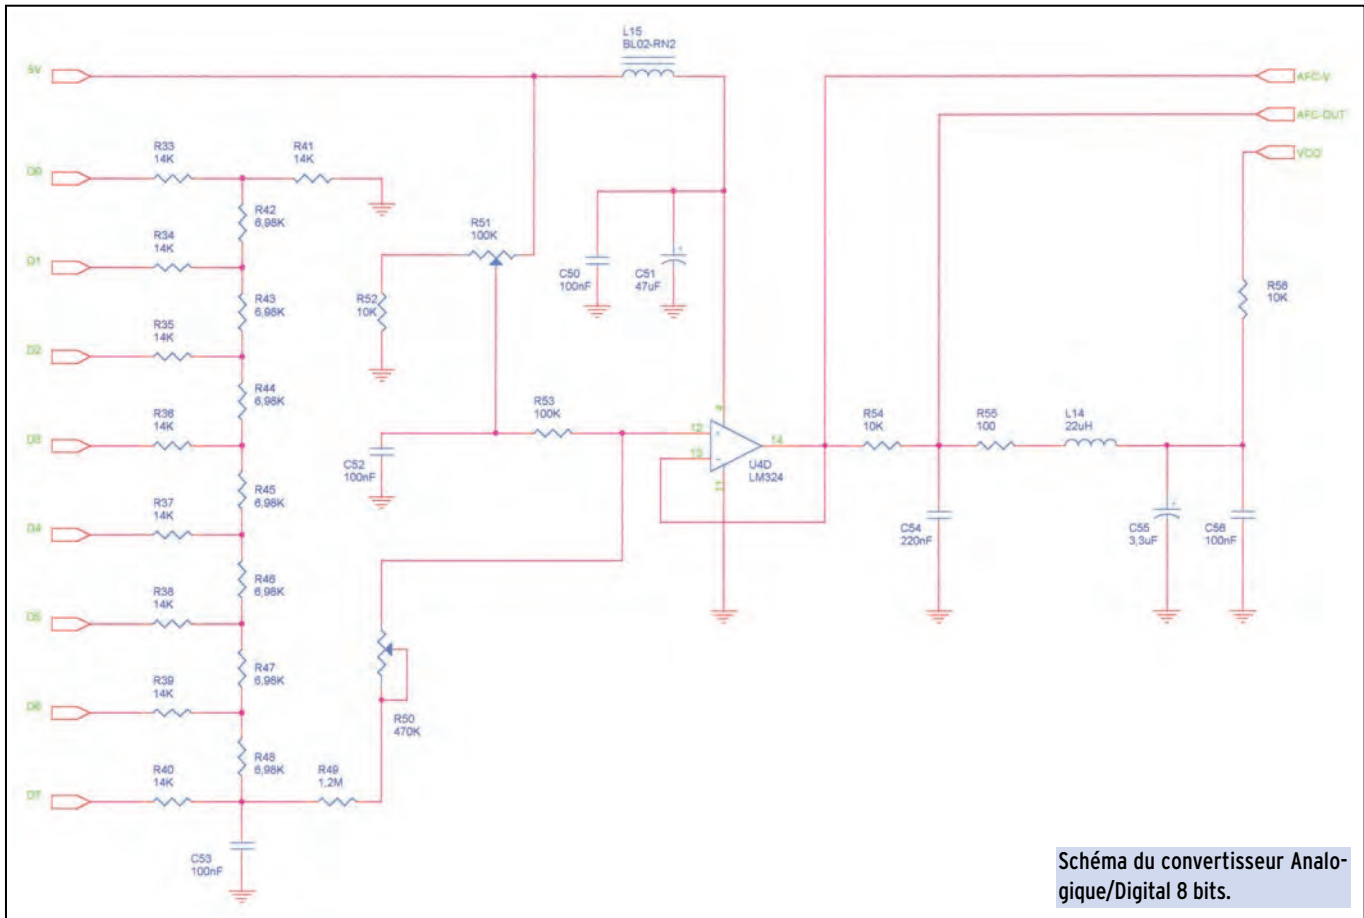 L15
BL02-RN2
5V
AFC-V
AFC-OUT
VCO
R33
14K
R41
14K
D0
R42
6,98K
R34
14K
D1
R51
100K
C50
100nF
C51
47uF
R52
10K
R43
6,98K
R56
10K
R35
14K
D2
R44
6,98K
R53
100K
R36
14K
D3
4
12
+
13
-
14
11
U4D
LM324
R54
10K
R55
100
L14
22uH
C52
100nF
R45
6,98K
R37
14K
D4
C54
220nF
C55
3,3uF
C56
100nF
R46
6,98K
R38
14K
D5
R47
6,98K
R39
14K
D6
R50
470K
R48
6,98K
R40
14K
R49
1,2M
D7
C53
100nF
Schéma du convertisseur Analo-
gique/Digital 8 bits.